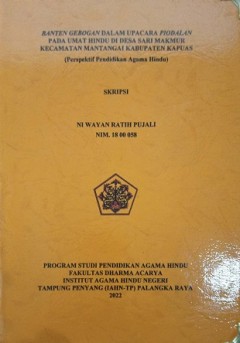 BANTEN GEBOGAN DALAM UPACARA PIODALAN
PADA UMAT HINDU DI DESA SARI MAKMUR
KECAMATAN MANTANGAI KABUPATEN KAPUAS
(Perspektif Pendidikan Agama Hindu)
SKRIPSI
NI WAYAN RATIH PUJALI
NIM. 18 00 058
PROGRAM STUDI PENDIDIKAN AGAMA HINDU
FAKULTAS DHARMA ACARYA
INSTITUT AGAMA HINDU NEGERI
TAMPUNG PENYANG (IAHN-TP) PALANGKA RAYA
2022